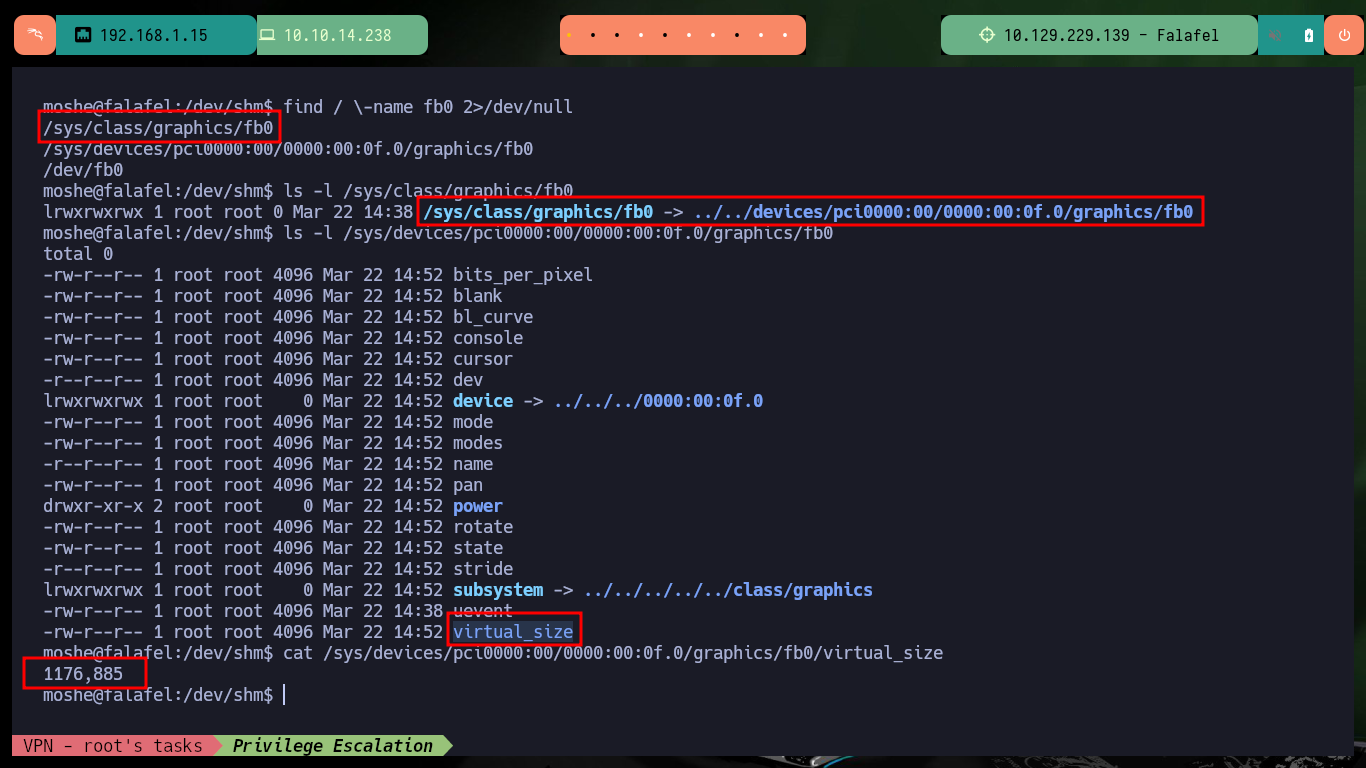 192.168.1.15 10.10.14.238 10.129.229.139 - Falafel
moshe@falafel:/dev/shm$ find / \-name fb0 2>/dev/null
/sys/class/graphics/fb0
/sys/devices/pci0000:00/0000:00:0f.0/graphics/fb0
/dev/fb0
moshe@falafel:/dev/shm$ ls -l /sys/class/graphics/fb0
lrwxrwxrwx 1 root root 0 Mar 22 14:38 /sys/class/graphics/fb0 -> ../../devices/pci0000:00/0000:00:0f.0/graphics/fb0
moshe@falafel:/dev/shm$ ls -l /sys/devices/pci0000:00/0000:00:0f.0/graphics/fb0
total 0
-rw-r--r-- 1 root root 4096 Mar 22 14:52 bits_per_pixel
-rw-r--r-- 1 root root 4096 Mar 22 14:52 blank
-rw-r--r-- 1 root root 4096 Mar 22 14:52 bl_curve
-rw-r--r-- 1 root root 4096 Mar 22 14:52 console
-rw-r--r-- 1 root root 4096 Mar 22 14:52 cursor
-r--r--r-- 1 root root 4096 Mar 22 14:52 dev
lrwxrwxrwx 1 root root    0 Mar 22 14:52 device -> ../../../0000:00:0f.0
-rw-r--r-- 1 root root 4096 Mar 22 14:52 mode
-rw-r--r-- 1 root root 4096 Mar 22 14:52 modes
-r--r--r-- 1 root root 4096 Mar 22 14:52 name
-rw-r--r-- 1 root root 4096 Mar 22 14:52 pan
drwxr-xr-x 2 root root    0 Mar 22 14:52 power
-rw-r--r-- 1 root root 4096 Mar 22 14:52 rotate
-rw-r--r-- 1 root root 4096 Mar 22 14:52 state
-r--r--r-- 1 root root 4096 Mar 22 14:52 stride
lrwxrwxrwx 1 root root    0 Mar 22 14:52 subsystem -> ../../../../../class/graphics
-rw-r--r-- 1 root root 4096 Mar 22 14:38 uevent
-rw-r--r-- 1 root root 4096 Mar 22 14:52 virtual_size
moshe@falafel:/dev/shm$ cat /sys/devices/pci0000:00/0000:00:0f.0/graphics/fb0/virtual_size
1176,885
moshe@falafel:/dev/shm$
VPN - root's tasks Privilege Escalation